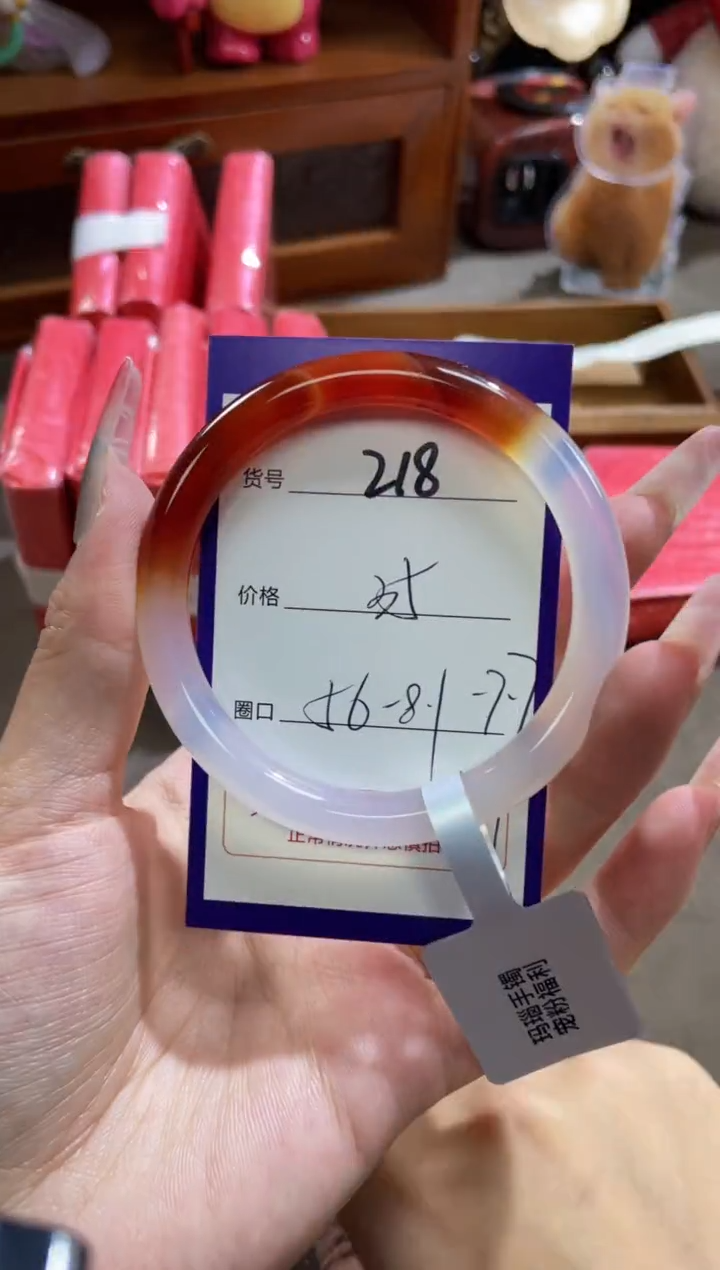 货号 218
价格
圈口 56-8.1-7.7
玛瑙手镯
宠粉福利